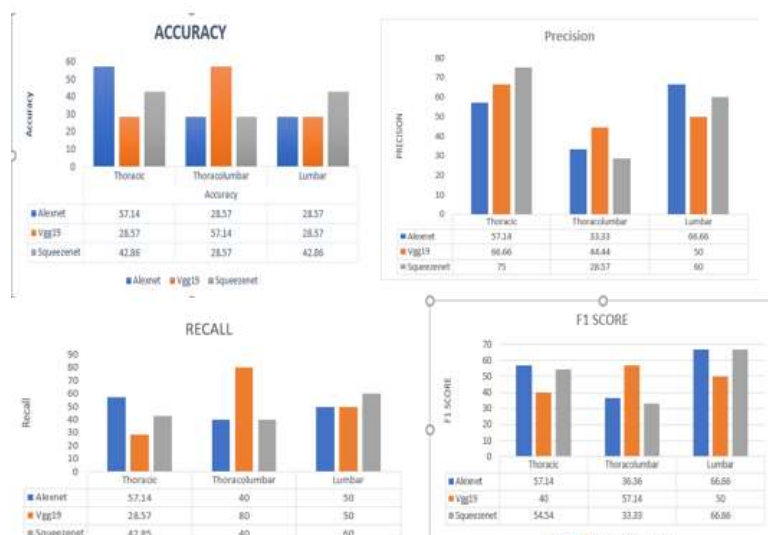 ACCURACY
60
50
40
30
20
10
0
Accuracy
Thoracic Thoracolumbar Lumbar
Accuracy
Alexnet 57.14 28.57 28.57
Vgg19 28.57 57.14 28.57
Squeezenet 42.86 28.57 42.86
Alexnet Vgg19 Squeezenet
Precision
80
70
60
50
40
30
20
10
0
PRECISION
Thoracic Thoracolumbar Lumbar
Alexnet 57.14 33.33 66.66
Vgg19 66.66 44.44 50
Squeezenet 75 28.57 60
RECALL
90
80
70
60
50
40
30
20
10
0
Recall
Thoracic Thoracolumbar Lumbar
Alexnet 57.14 40 50
Vgg19 28.57 80 50
Squeezenet 42.85 40 60
F1 SCORE
70
60
50
40
30
20
10
0
F1 SCORE
Thoracic Thoracolumbar Lumbar
Alexnet 57.14 36.36 66.66
Vgg19 40 57.14 50
Squeezenet 54.54 33.33 66.66